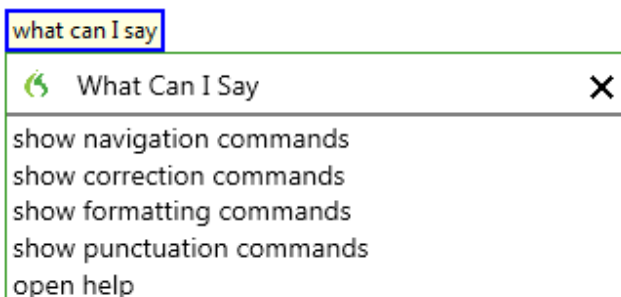 what can I say
What Can I Say
show navigation commands
show correction commands
show formatting commands
show punctuation commands
open help